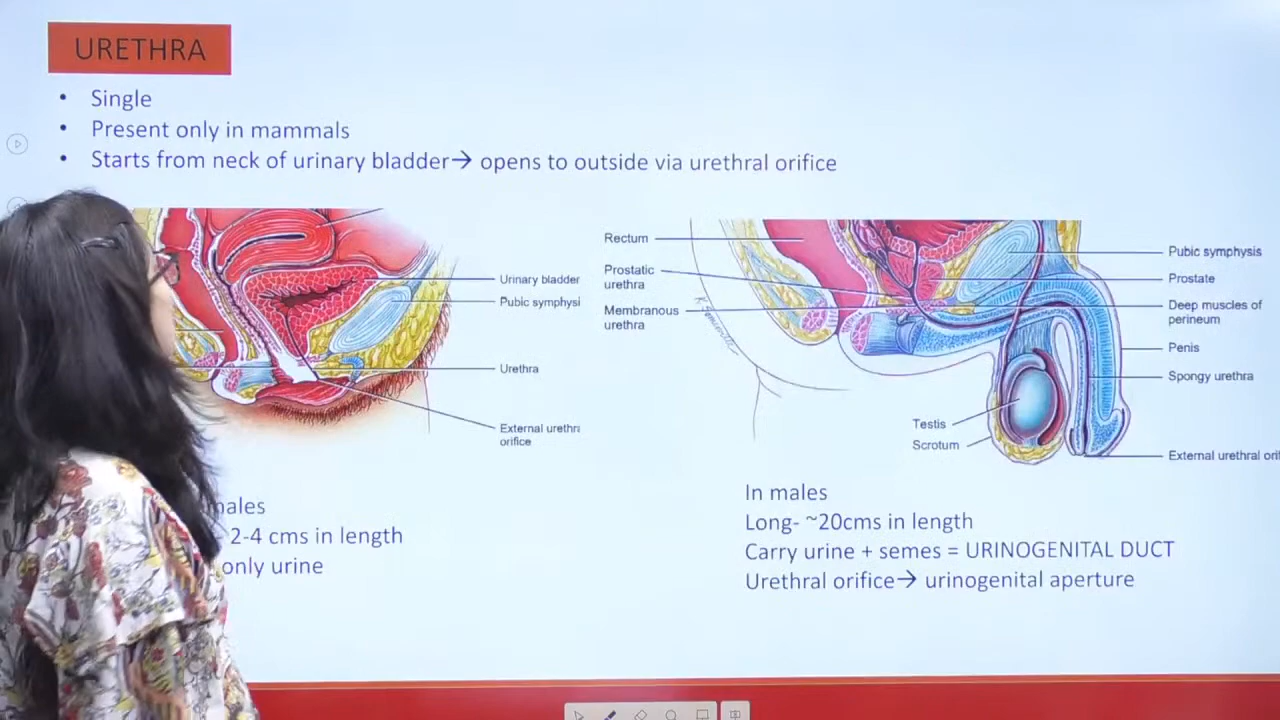 URETHRA
• Single
• Present only in mammals
• Starts from neck of urinary bladder→ opens to outside via urethral orifice
Urinary bladder
Pubic symphysi
Urethra
External urethr
orifice
Rectum
Prostatic
urethra
Membranous
urethra
Testis
Scrotum
Pubic symphysis
Prostate
Deep muscles of
perineum
Penis
Spongy urethra
External urethral ori
males
2-4 cms in length
only urine
In males
Long- ~20cms in length
Carry urine + semes = URINOGENITAL DUCT
Urethral orifice→ urinogenital aperture